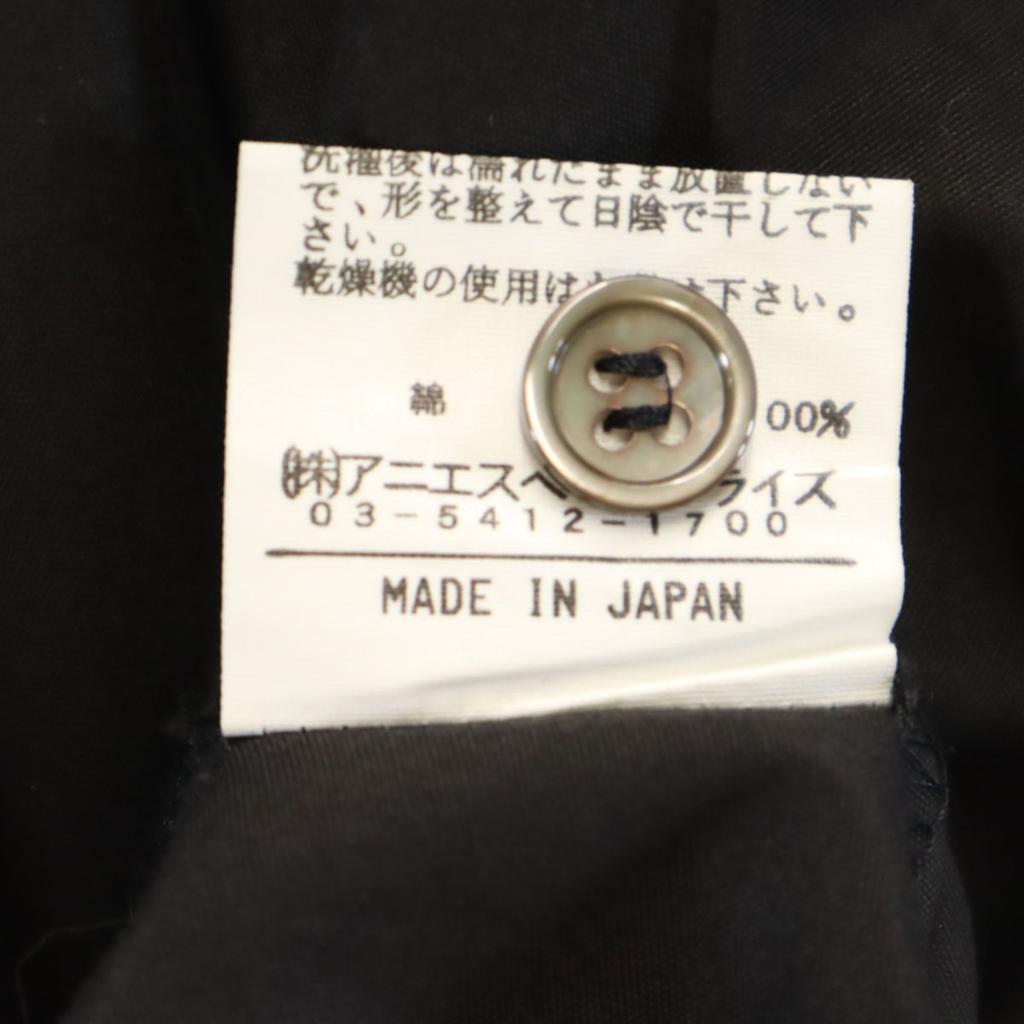 洗濯後は濡れたまま放置しない
で、形を整えて日陰で干して下
さい。
乾燥機の使用は 下さい。
綿 00%
㈱アニエスベ ライズ
03-5412-1700
MADE IN JAPAN